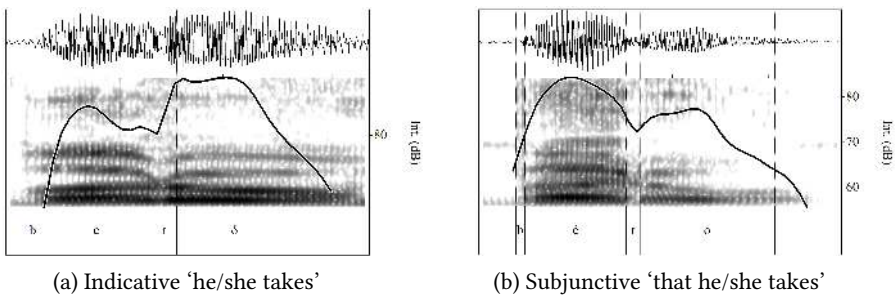 80
Int. (dB)
b e r ó
80
70
60
Int. (dB)
b é r o
(a) Indicative ‘he/she takes’
(b) Subjunctive ‘that he/she takes’